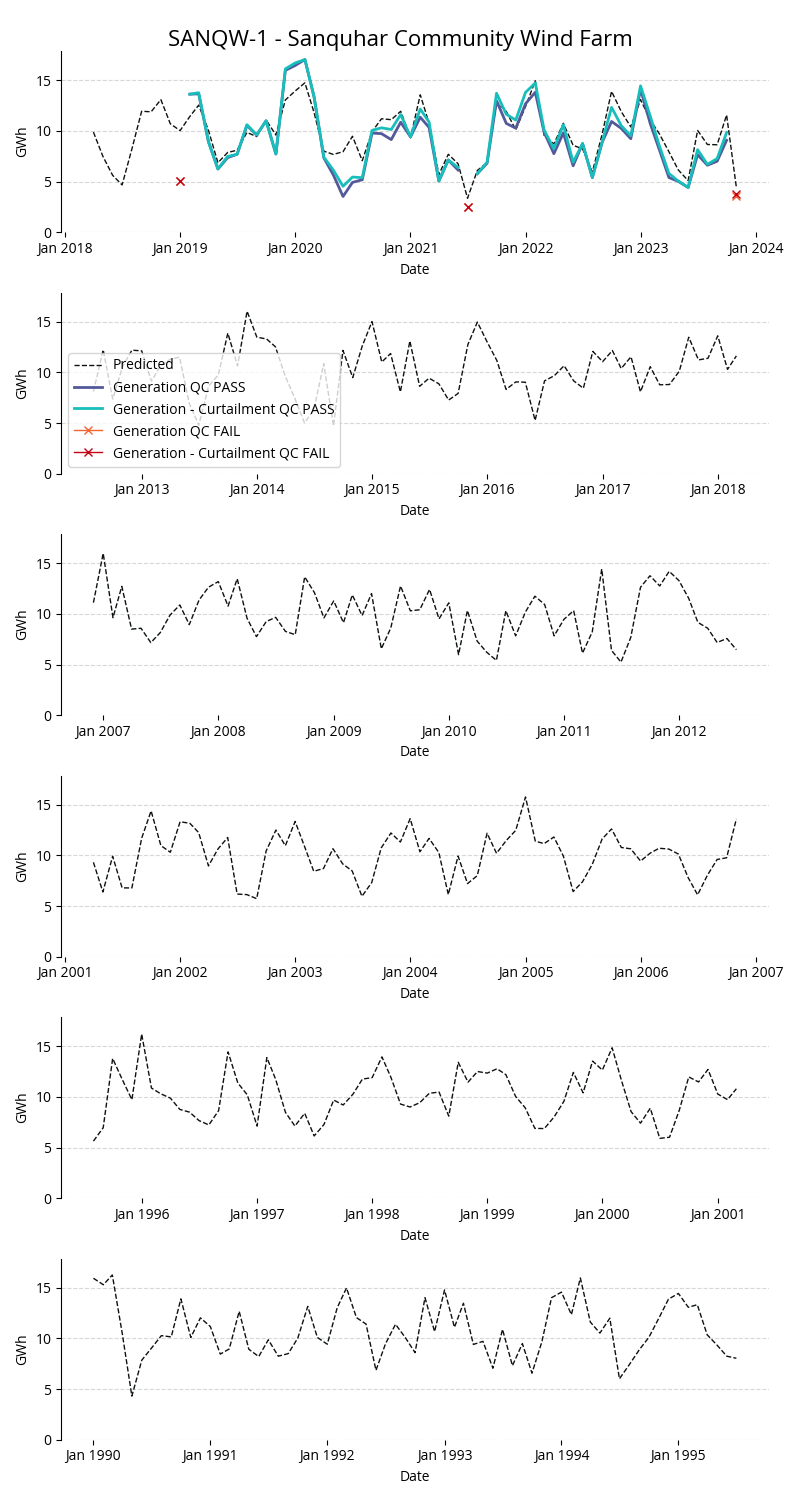 SANQW-1 - Sanquhar Community Wind Farm
15
10
5
0
GWh
Jan 2018 Jan 2019 Jan 2020 Jan 2021 Jan 2022 Jan 2023 Jan 2024
Date
15
10
5
0
GWh
Predicted
Generation QC PASS
Generation - Curtailment QC PASS
Generation QC FAIL
Generation - Curtailment QC FAIL
Jan 2013 Jan 2014 Jan 2015 Jan 2016 Jan 2017 Jan 2018
Date
15
10
5
0
GWh
Jan 2007 Jan 2008 Jan 2009 Jan 2010 Jan 2011 Jan 2012
Date
15
10
5
0
GWh
Jan 2001 Jan 2002 Jan 2003 Jan 2004 Jan 2005 Jan 2006 Jan 2007
Date
15
10
5
0
GWh
Jan 1996 Jan 1997 Jan 1998 Jan 1999 Jan 2000 Jan 2001
Date
15
10
5
0
GWh
Jan 1990 Jan 1991 Jan 1992 Jan 1993 Jan 1994 Jan 1995
Date